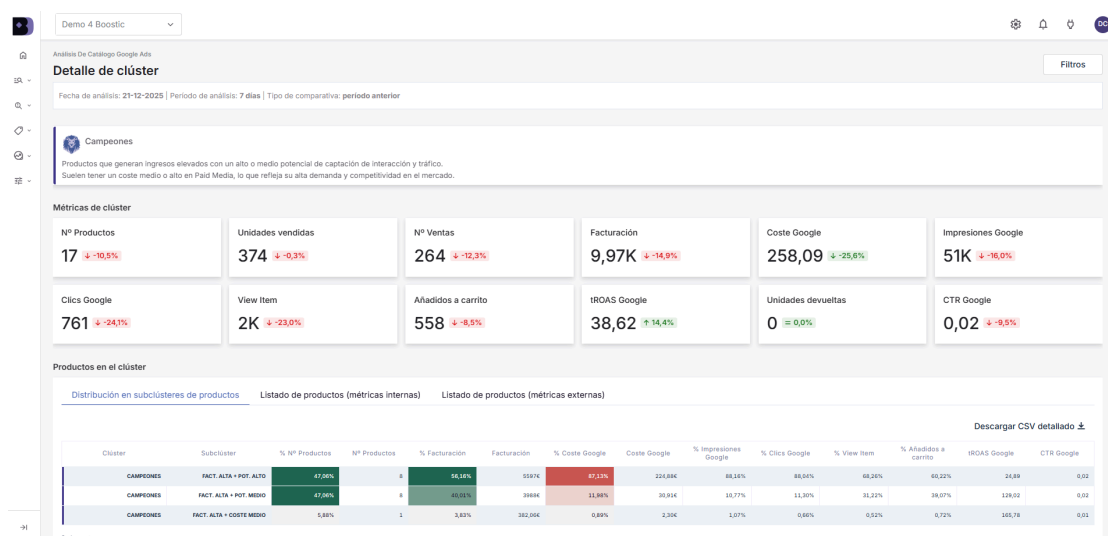 Demo 4 Boostic
DC
Análisis De Catálogo Google Ads
Detalle de clúster
Filtros
Fecha de análisis: 21-12-2025 | Periodo de análisis: 7 días | Tipo de comparativa: periodo anterior
Campeones
Productos que generan ingresos elevados con un alto o medio potencial de captación de interacción y tráfico.
Suelen tener un coste medio o alto en Paid Media, lo que refleja su alta demanda y competitividad en el mercado.
Métricas de clúster
Nº Productos Unidades vendidas Nº Ventas Facturación Coste Google Impresiones Google
17 ↓ -10,5% 374 ↓ -0,3% 264 ↓ -12,3% 9,97K ↓ -14,9% 258,09 ↓ -25,6% 51K ↓ -16,0%
Clics Google View Item Añadidos a carrito tROAS Google Unidades devueltas CTR Google
761 ↓ -24,1% 2K ↓ -23,0% 558 ↓ -8,5% 38,62 ↑ 14,4% 0 = 0,0% 0,02 ↓ -9,5%
Productos en el clúster
Distribución en subclústeres de productos Listado de productos (métricas internas) Listado de productos (métricas externas)
Descargar CSV detallado
Clúster Subclúster % Nº Productos Nº Productos % Facturación Facturación % Coste Google Coste Google % Impresiones Google % Clics Google % View Item % Añadidos a carrito tROAS Google CTR Google
CAMPEONES FACT. ALTA + POT. ALTO 47,06% 8 56,16% 5597€ 87,13% 224,88€ 88,16% 88,04% 68,26% 60,22% 24,89 0,02
CAMPEONES FACT. ALTA + POT. MEDIO 47,06% 8 40,01% 3988€ 11,98% 30,91€ 10,77% 11,30% 31,22% 39,07% 129,02 0,02
CAMPEONES FACT. ALTA + COSTE MEDIO 5,88% 1 3,83% 382,06€ 0,89% 2,30€ 1,07% 0,66% 0,52% 0,72% 165,78 0,01